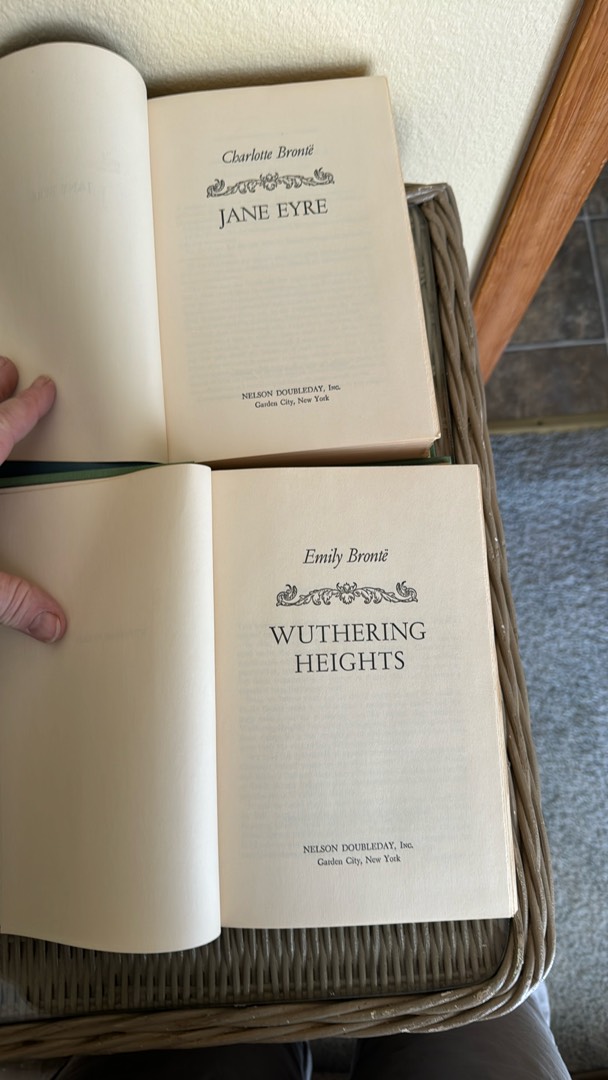 Charlotte Brontë
JANE EYRE
NELSON DOUBLEDAY, Inc.
Garden City, New York
Emily Brontë
WUTHERING
HEIGHTS
NELSON DOUBLEDAY, Inc.
Garden City, New York